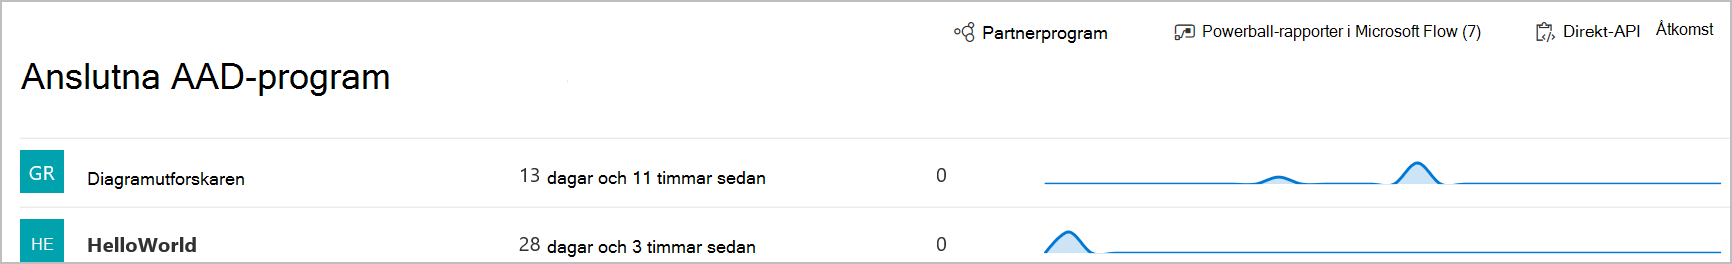 Partnerprogram Powerball-rapporter i Microsoft Flow (7) Direkt-API Åtkomst
Anslutna AAD-program
GR Diagramutforskaren 13 dagar och 11 timmar sedan 0
HE HelloWorld 28 dagar och 3 timmar sedan 0